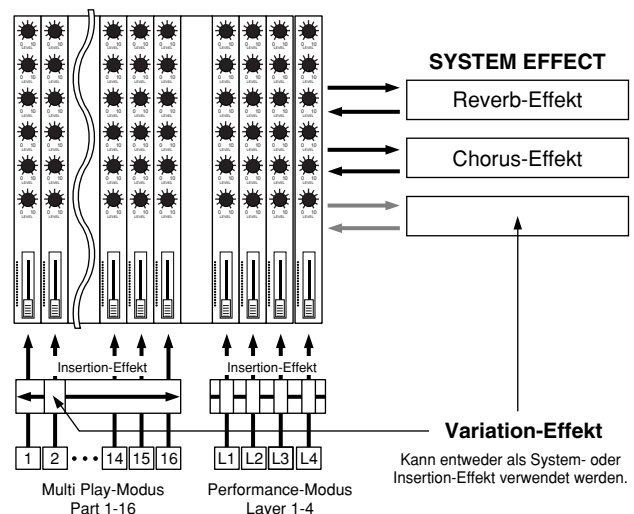 SYSTEM EFFECT
Reverb-Effekt
Chorus-Effekt
Insertion-Effekt
Insertion-Effekt
1 2 ••• 14 15 16
L1 L2 L3 L4
Multi Play-Modus
Part 1-16
Performance-Modus
Layer 1-4
Variation-Effekt
Kann entweder als System- oder
Insertion-Effekt verwendet werden.